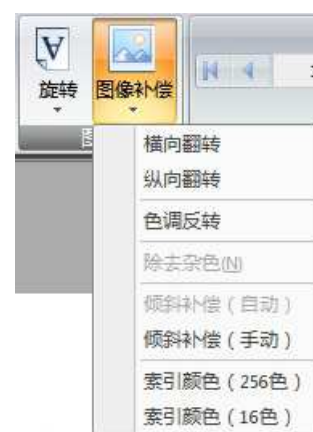 旋转
图像补偿
横向翻转
纵向翻转
色调反转
除去杂色(N)
倾斜补偿（自动）
倾斜补偿（手动）
索引颜色（256色）
索引颜色（16色）